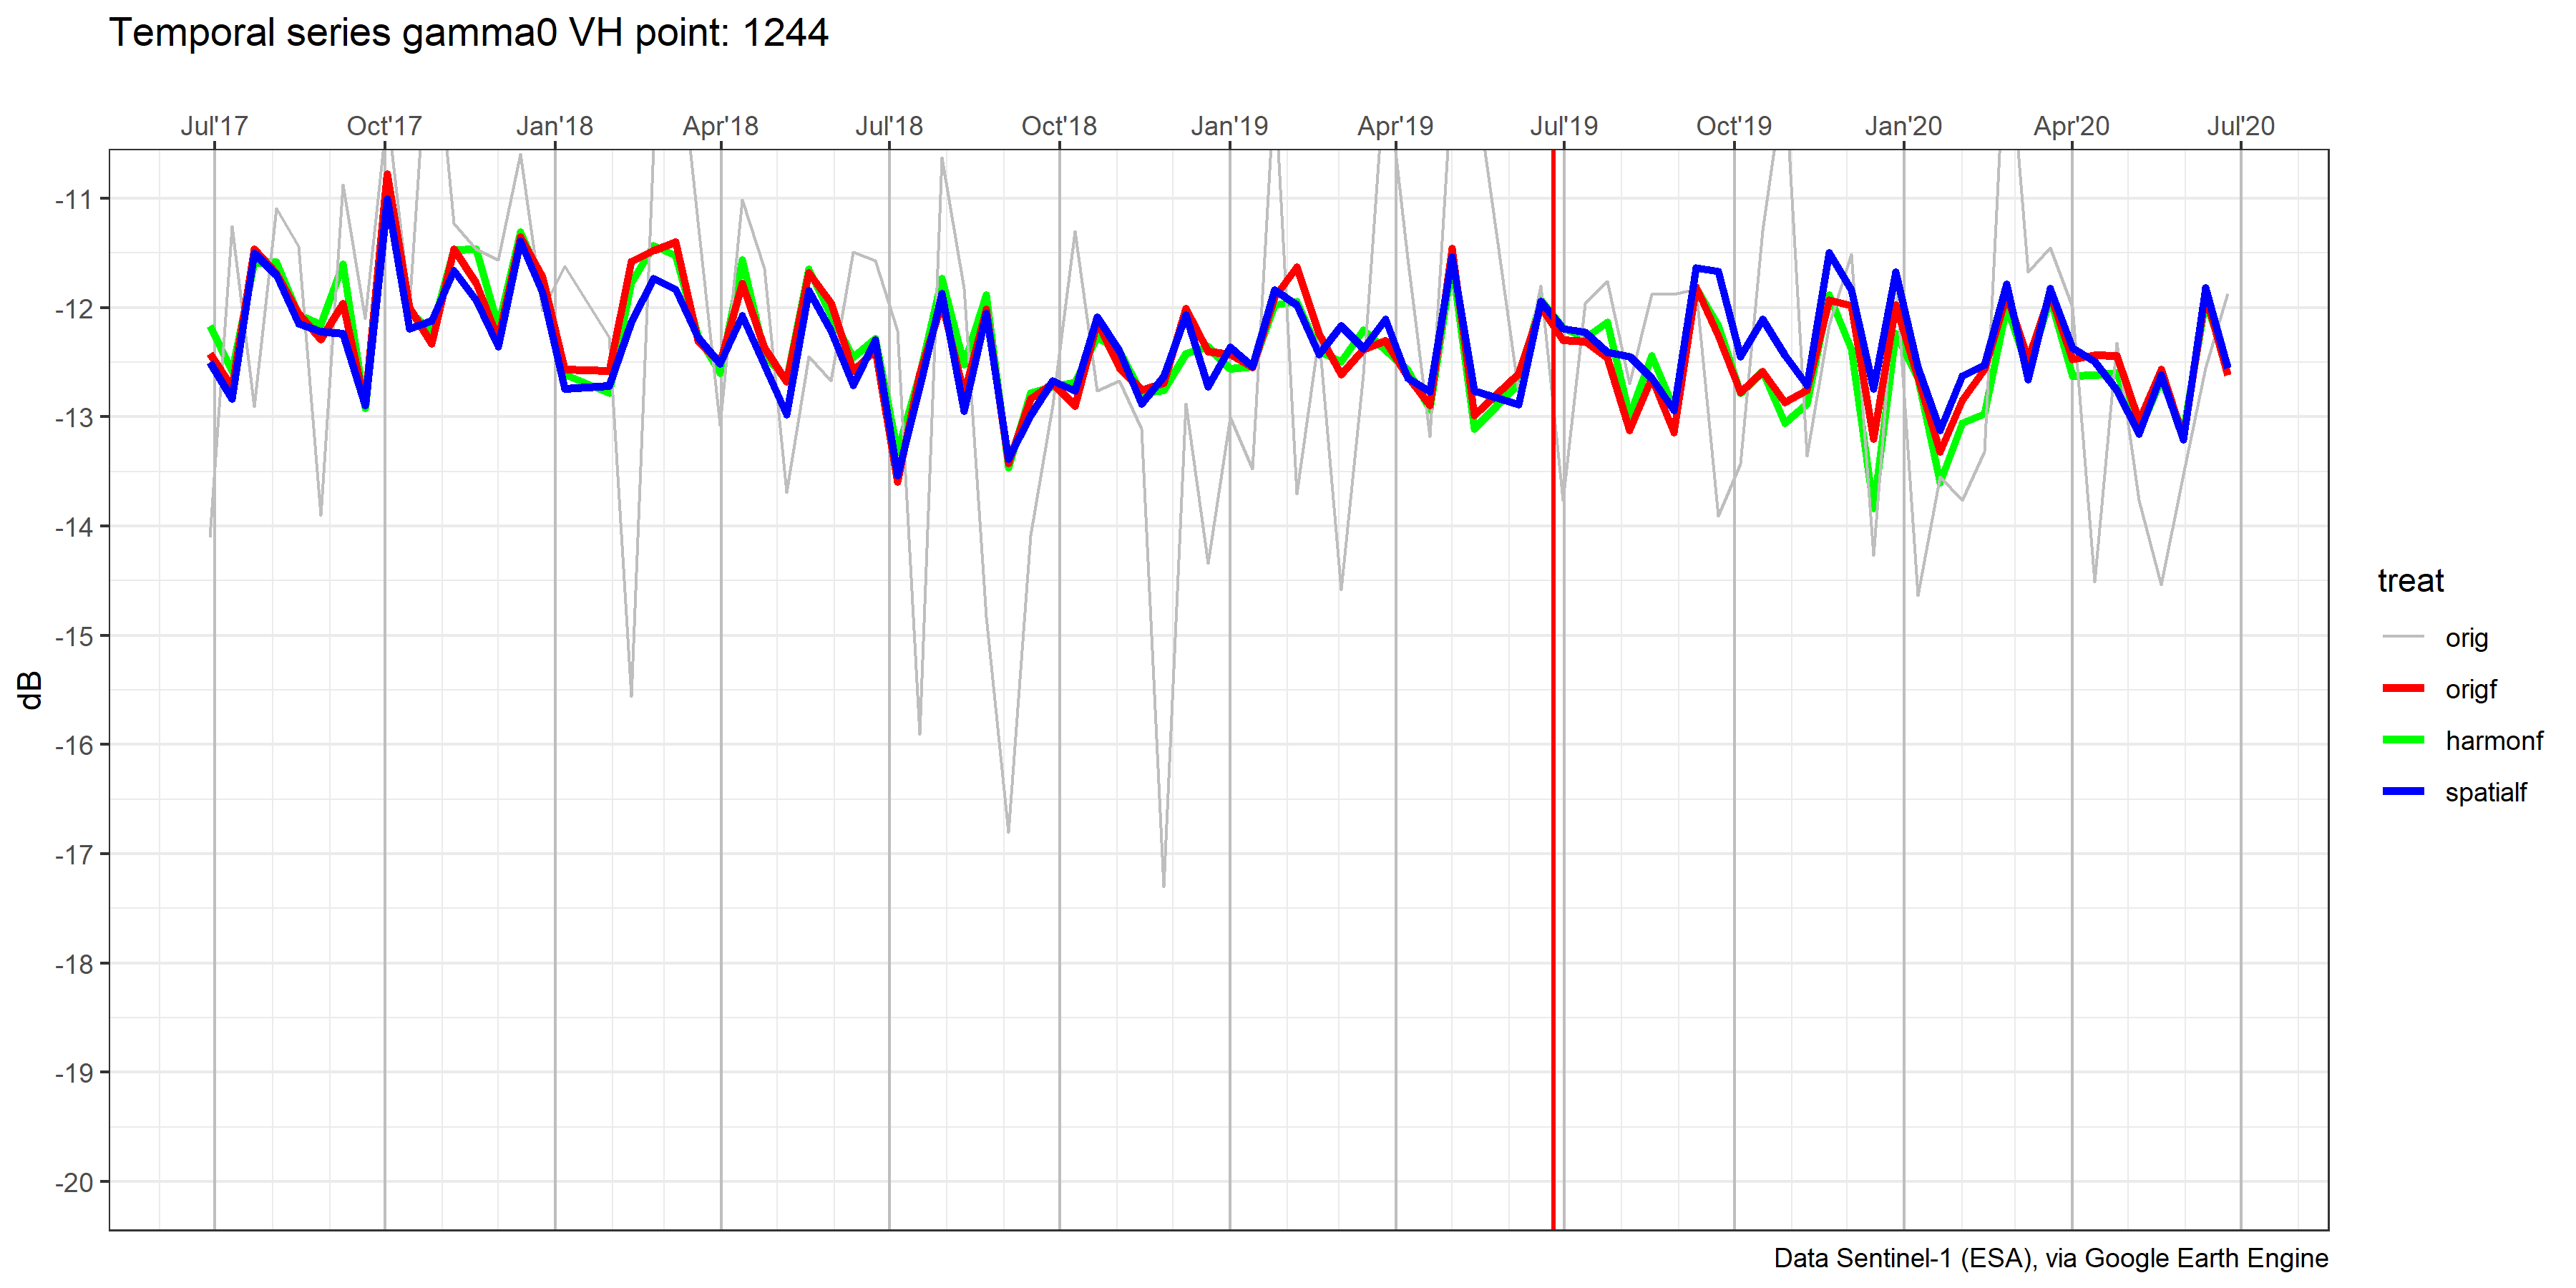 Temporal series gamma0 VH point: 1244
Jul'17 Oct'17 Jan'18 Apr'18 Jul'18 Oct'18 Jan'19 Apr'19 Jul'19 Oct'19 Jan'20 Apr'20 Jul'20
-11
-12
-13
-14
-15
-16
-17
-18
-19
-20
dB
treat
orig
origf
harmonf
spatialf
Data Sentinel-1 (ESA), via Google Earth Engine